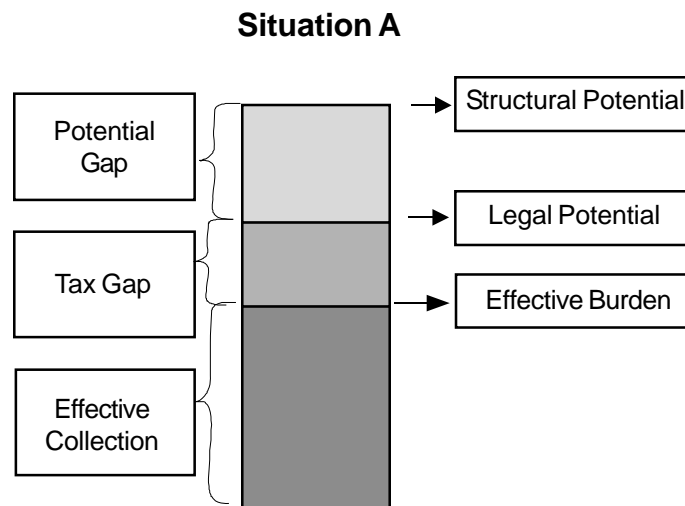 Situation A
Potential
Gap
Tax Gap
Effective
Collection
Structural Potential
Legal Potential
Effective Burden